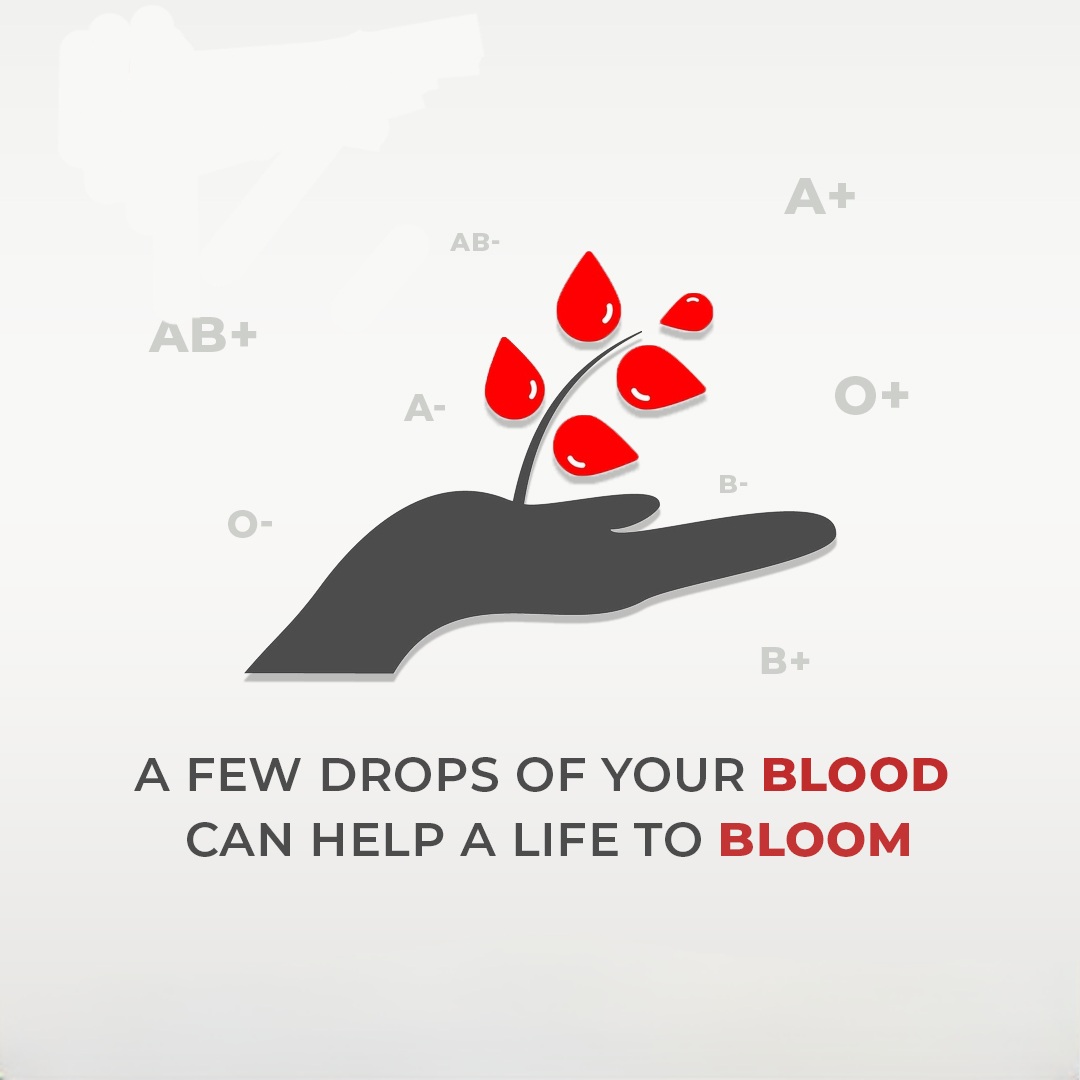 A+
AB-
AB+
O+
A-
B-
O-
B+
A FEW DROPS OF YOUR BLOOD
CAN HELP A LIFE TO BLOOM